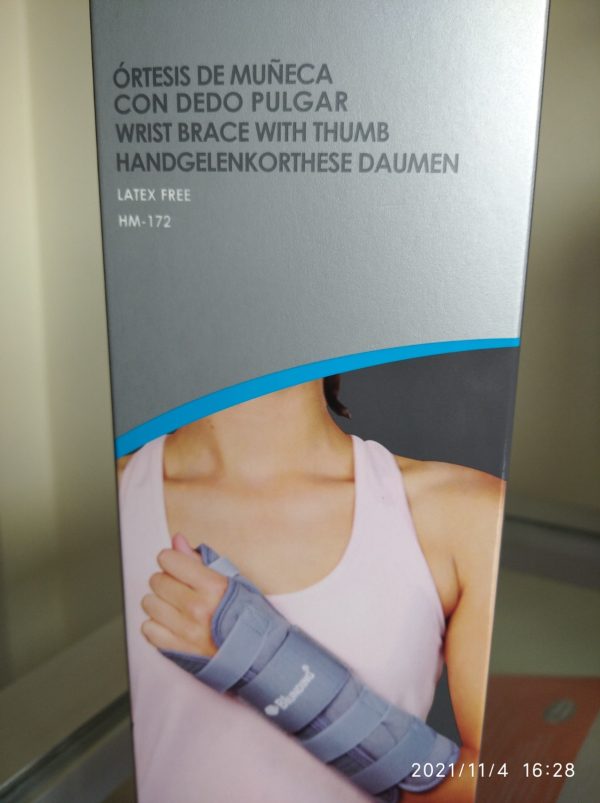 ÓRTESIS DE MUÑECA
CON DEDO PULGAR
WRIST BRACE WITH THUMB
HANDGELENKORTHESE DAUMEN
LATEX FREE
HM-172
2021/11/4 16:28